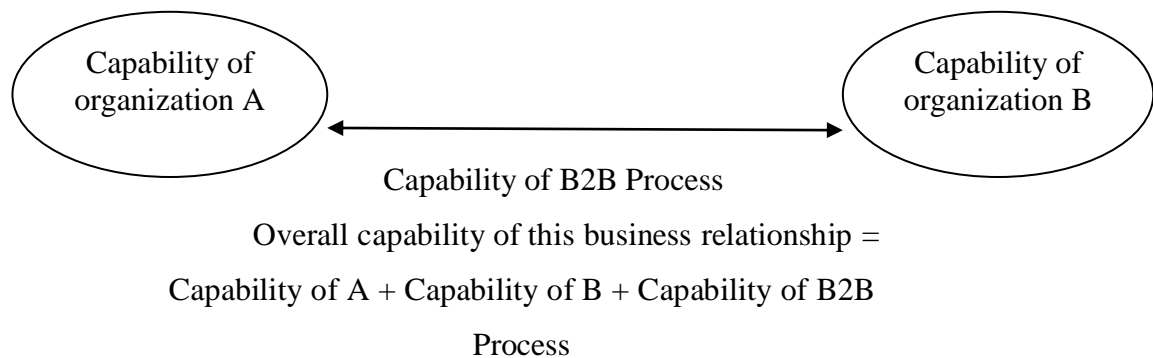 Capability of
organization A
Capability of
organization B
Capability of B2B Process
Overall capability of this business relationship =
Capability of A + Capability of B + Capability of B2B
Process